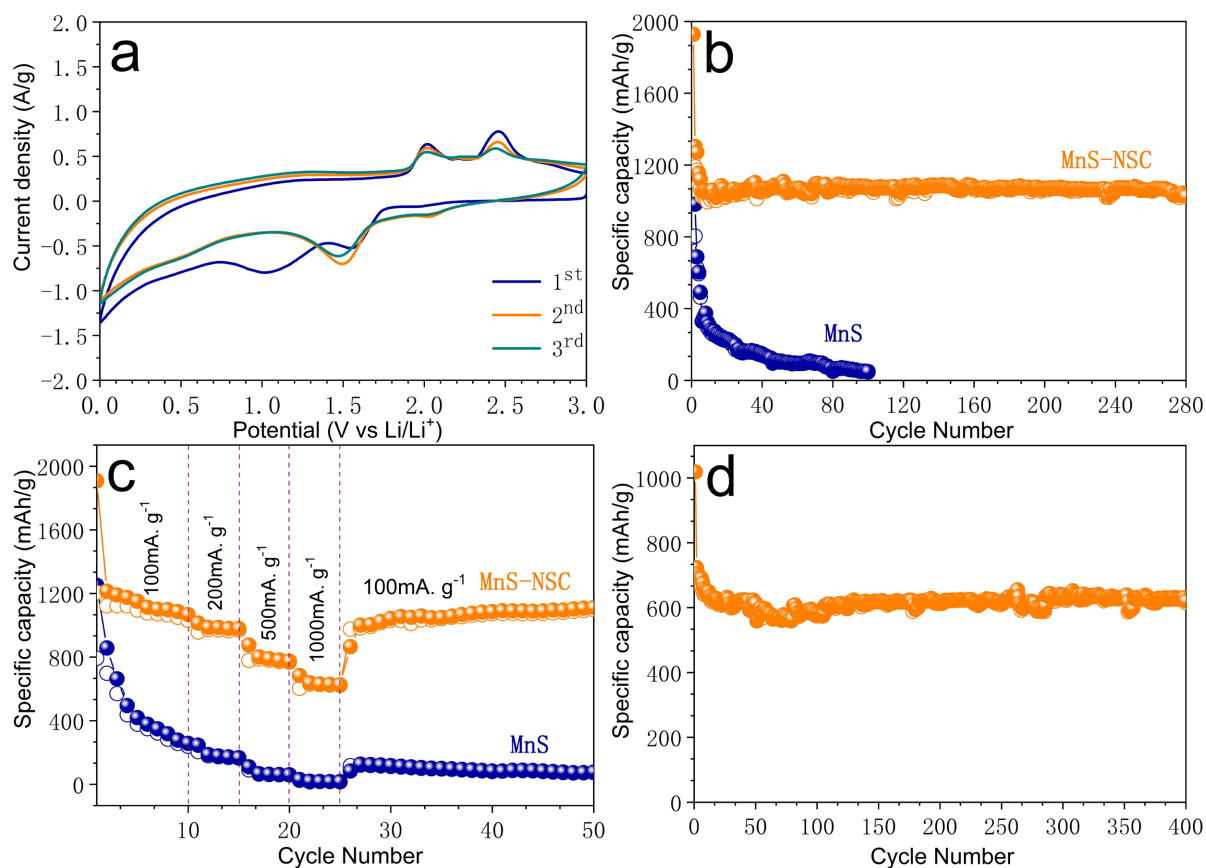 a
Current density (A/g)
2.0
1.0
0.5
0.0
-0.5
-1.0
-1.5
-2.0
1st
2nd
3rd
0.0 0.5 1.0 1.5 2.0 2.5 3.0
Potential (V vs Li/Li+)
b
Specific capacity (mAh/g)
2000
1600
1200
800
400
0
MnS-NSC
MnS
0 40 80 120 160 200 240 280
Cycle Number
c
Specific capacity (mAh/g)
2000
1600
1200
800
400
0
100mA. g-1
200mA. g-1
500mA. g-1
1000mA. g-1
100mA. g-1
MnS-NSC
MnS
10 20 30 40 50
Cycle Number
d
Specific capacity (mAh/g)
1000
800
600
400
200
0
0 50 100 150 200 250 300 350 400
Cycle Number